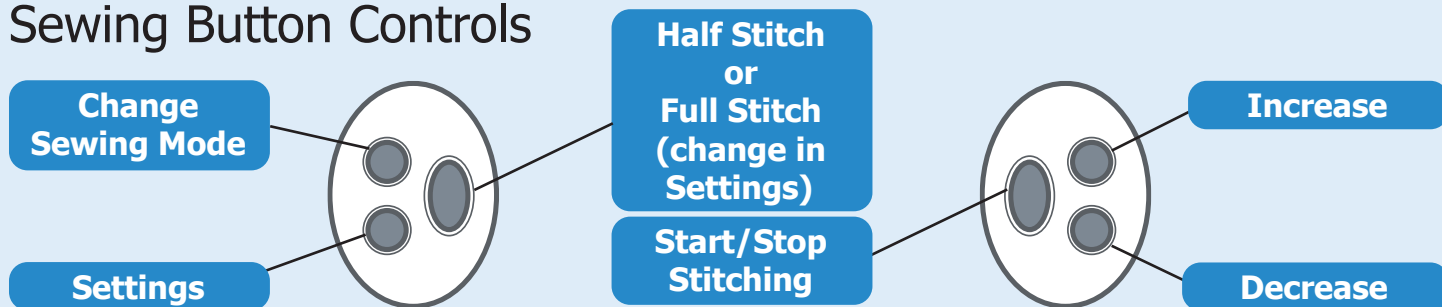 Sewing Button Controls
Change
Sewing Mode
Settings
Half Stitch
or
Full Stitch
(change in
Settings)
Start/Stop
Stitching
Increase
Decrease